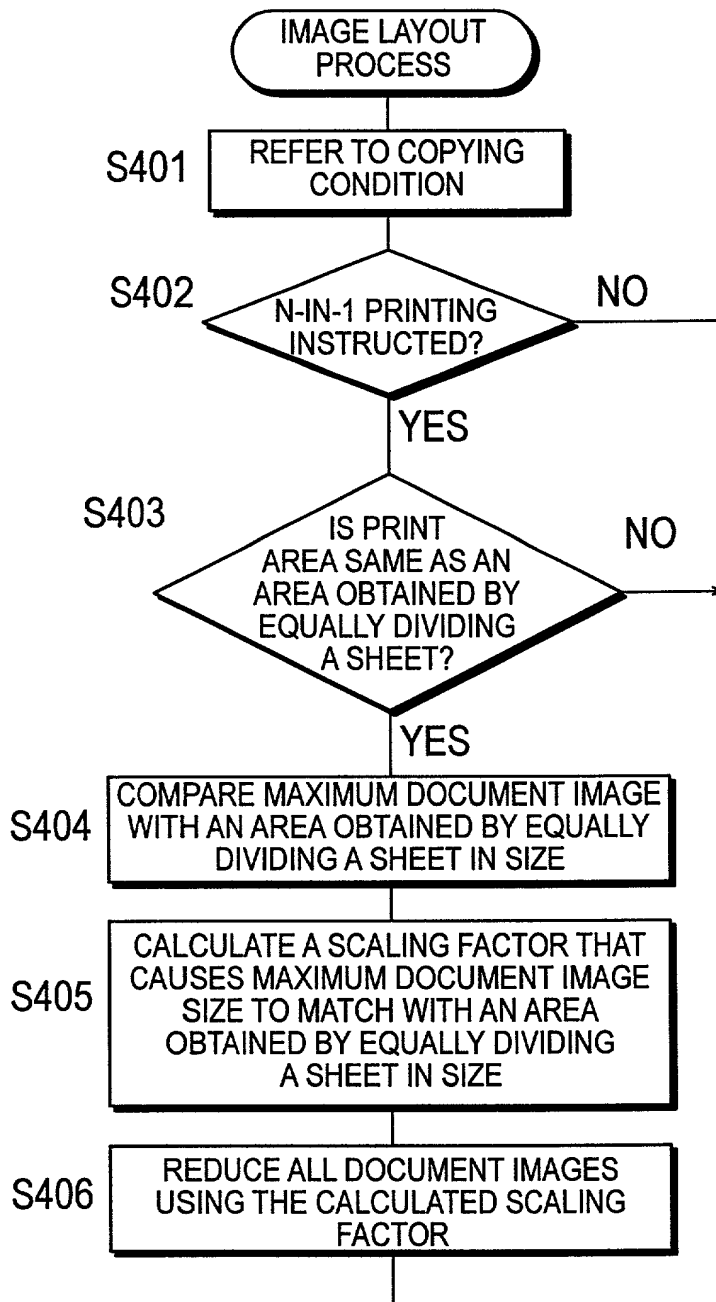 IMAGE LAYOUT
PROCESS
S401
REFER TO COPYING
CONDITION
S402
N-IN-1 PRINTING
INSTRUCTED?
NO
YES
S403
IS PRINT
AREA SAME AS AN
AREA OBTAINED BY
EQUALLY DIVIDING
A SHEET?
NO
YES
S404
COMPARE MAXIMUM DOCUMENT IMAGE
WITH AN AREA OBTAINED BY EQUALLY
DIVIDING A SHEET IN SIZE
S405
CALCULATE A SCALING FACTOR THAT
CAUSES MAXIMUM DOCUMENT IMAGE
SIZE TO MATCH WITH AN AREA
OBTAINED BY EQUALLY DIVIDING
A SHEET IN SIZE
S406
REDUCE ALL DOCUMENT IMAGES
USING THE CALCULATED SCALING
FACTOR